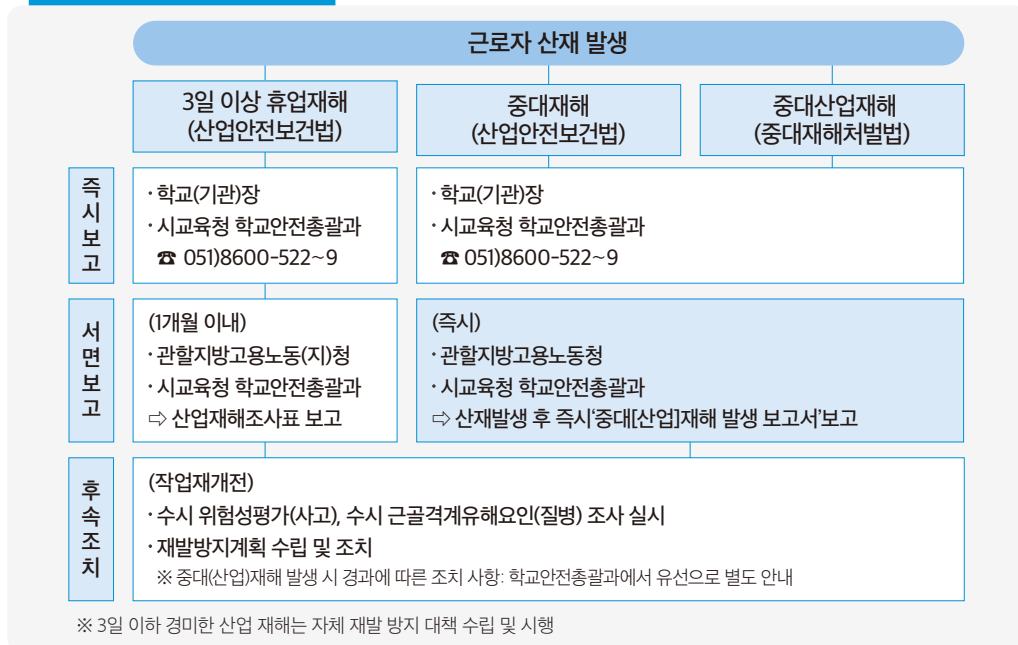 근로자 산재 발생
3일 이상 휴업재해
(산업안전보건법)
중대재해
(산업안전보건법)
중대산업재해
(중대재해처벌법)
즉시보고
· 학교(기관)장
· 시교육청 학교안전총괄과
☎ 051)8600-522~9
· 학교(기관)장
· 시교육청 학교안전총괄과
☎ 051)8600-522~9
서면보고
(1개월 이내)
· 관할지방고용노동(지)청
· 시교육청 학교안전총괄과
⇨ 산업재해조사표 보고
(즉시)
· 관할지방고용노동청
· 시교육청 학교안전총괄과
⇨ 산재발생 후 즉시‘중대[산업]재해 발생 보고서’보고
후속조치
(작업재개전)
· 수시 위험성평가(사고), 수시 근골격계유해요인(질병) 조사 실시
· 재발방지계획 수립 및 조치
※ 중대(산업)재해 발생 시 경과에 따른 조치 사항: 학교안전총괄과에서 유선으로 별도 안내
※ 3일 이하 경미한 산업 재해는 자체 재발 방지 대책 수립 및 시행